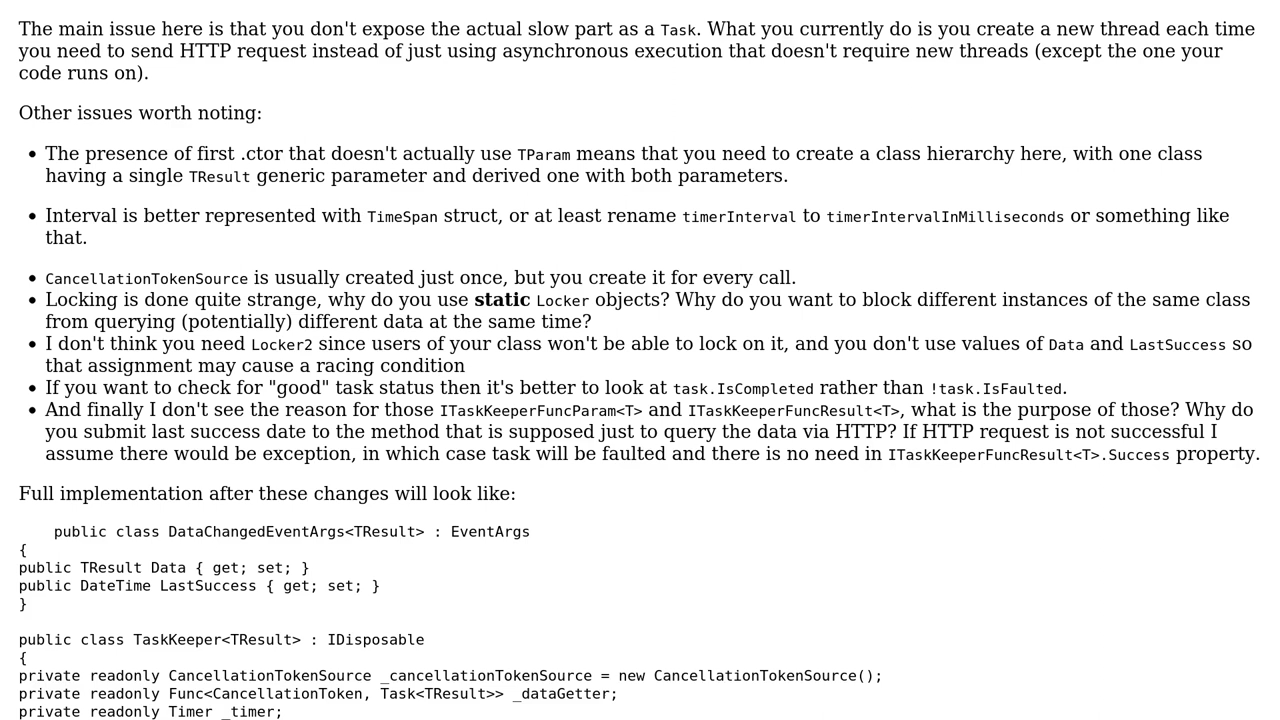 The main issue here is that you don't expose the actual slow part as a Task. What you currently do is you create a new thread each time
you need to send HTTP request instead of just using asynchronous execution that doesn't require new threads (except the one your
code runs on).
Other issues worth noting:
• The presence of first .ctor that doesn't actually use TParam means that you need to create a class hierarchy here, with one class
having a single TResult generic parameter and derived one with both parameters.
• Interval is better represented with TimeSpan struct, or at least rename timerInterval to timerIntervalInMilliseconds or something like
that.
• CancellationTokenSource is usually created just once, but you create it for every call.
• Locking is done quite strange, why do you use static Locker objects? Why do you want to block different instances of the same class
from querying (potentially) different data at the same time?
• I don't think you need Locker2 since users of your class won't be able to lock on it, and you don't use values of Data and LastSuccess so
that assignment may cause a racing condition
• If you want to check for "good" task status then it's better to look at task.IsCompleted rather than !task.IsFaulted.
• And finally I don't see the reason for those ITaskKeeperFuncParam<T> and ITaskKeeperFuncResult<T>, what is the purpose of those? Why do
you submit last success date to the method that is supposed just to query the data via HTTP? If HTTP request is not successful I
assume there would be exception, in which case task will be faulted and there is no need in ITaskKeeperFuncResult<T>.Success property.
Full implementation after these changes will look like:
public class DataChangedEventArgs<TResult> : EventArgs
{
public TResult Data { get; set; }
public DateTime LastSuccess { get; set; }
}
public class TaskKeeper<TResult> : IDisposable
{
private readonly CancellationTokenSource _cancellationTokenSource = new CancellationTokenSource();
private readonly Func<CancellationToken, Task<TResult>> _dataGetter;
private readonly Timer _timer;